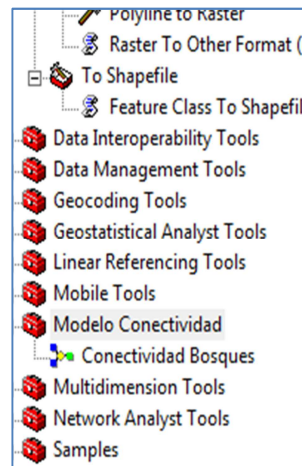 Polyline to Raster
Raster To Other Format (
To Shapefile
Feature Class To Shapefil
Data Interoperability Tools
Data Management Tools
Geocoding Tools
Geostatistical Analyst Tools
Linear Referencing Tools
Mobile Tools
Modelo Conectividad
Conectividad Bosques
Multidimension Tools
Network Analyst Tools
Samples